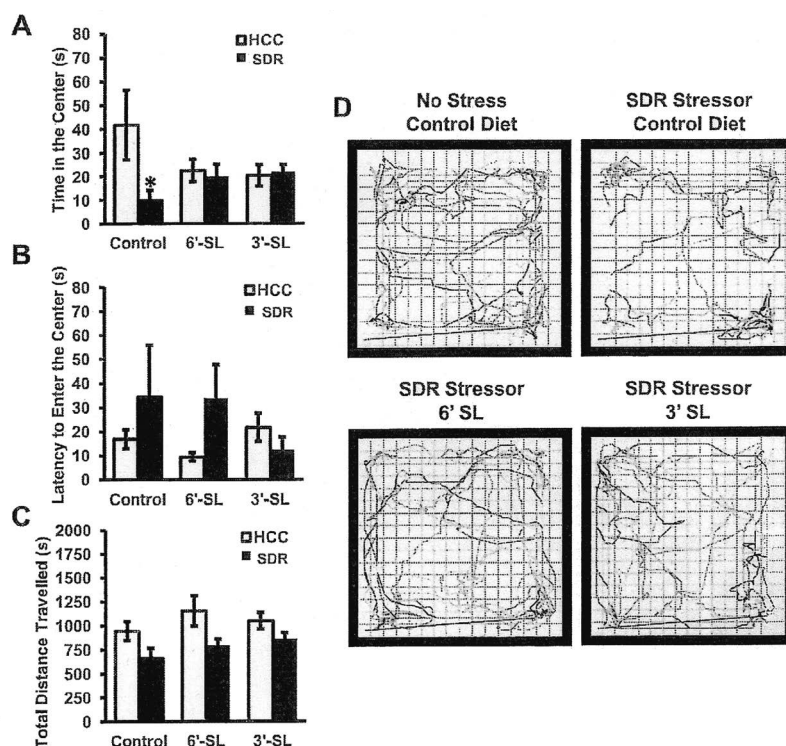 A
Time in the Center (s)
80
70
60
50
40
30
20
10
0
HCC
SDR
*
Control 6'-SL 3'-SL
B
Latency to Enter the Center (s)
80
70
60
50
40
30
20
10
0
HCC
SDR
Control 6'-SL 3'-SL
C
Total Distance Travelled (s)
2000
1750
1500
1250
1000
750
500
250
0
HCC
SDR
Control 6'-SL 3'-SL
D
No Stress
Control Diet
SDR Stressor
Control Diet
SDR Stressor
6' SL
SDR Stressor
3' SL